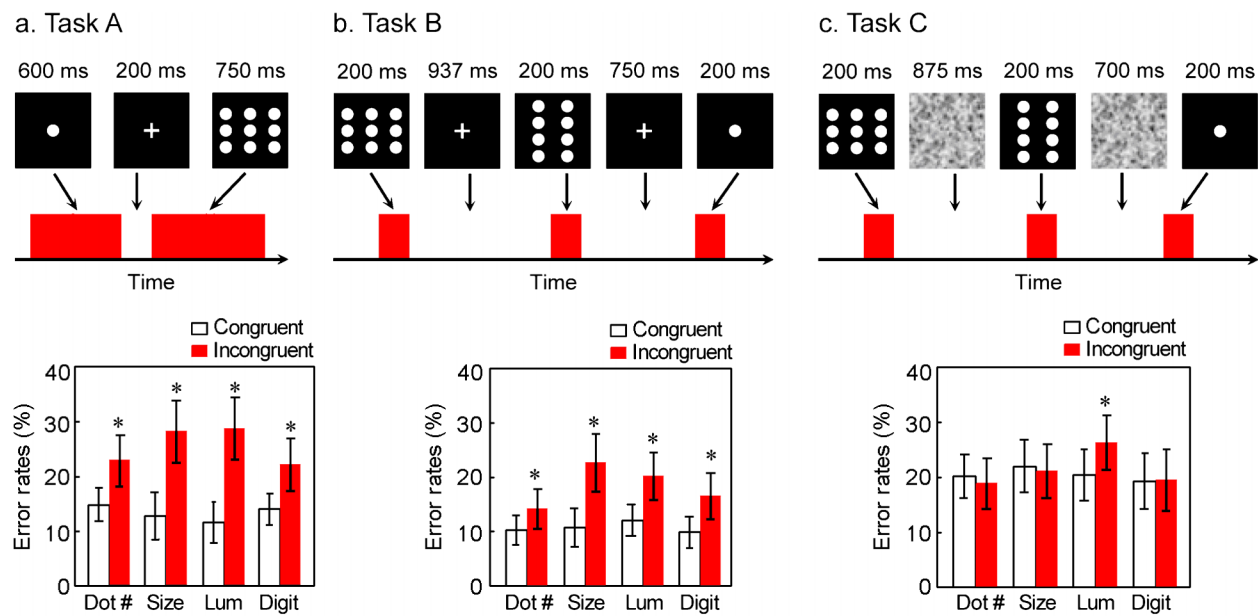 a. Task A
600 ms 200 ms 750 ms
Time
Congruent
Incongruent
Error rates (%)
40
30
20
10
0
Dot # Size Lum Digit
* * * *
b. Task B
200 ms 937 ms 200 ms 750 ms 200 ms
Time
Congruent
Incongruent
Error rates (%)
40
30
20
10
0
Dot # Size Lum Digit
* * * *
c. Task C
200 ms 875 ms 200 ms 700 ms 200 ms
Time
Congruent
Incongruent
Error rates (%)
40
30
20
10
0
Dot # Size Lum Digit
*